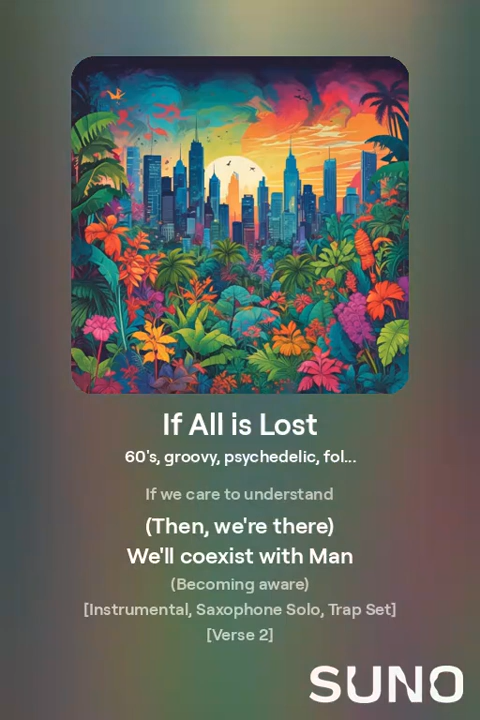 If All is Lost
60's, groovy, psychedelic, fol...
If we care to understand
(Then, we're there)
We'll coexist with Man
(Becoming aware)
[Instrumental, Saxophone Solo, Trap Set]
[Verse 2]
SUNO